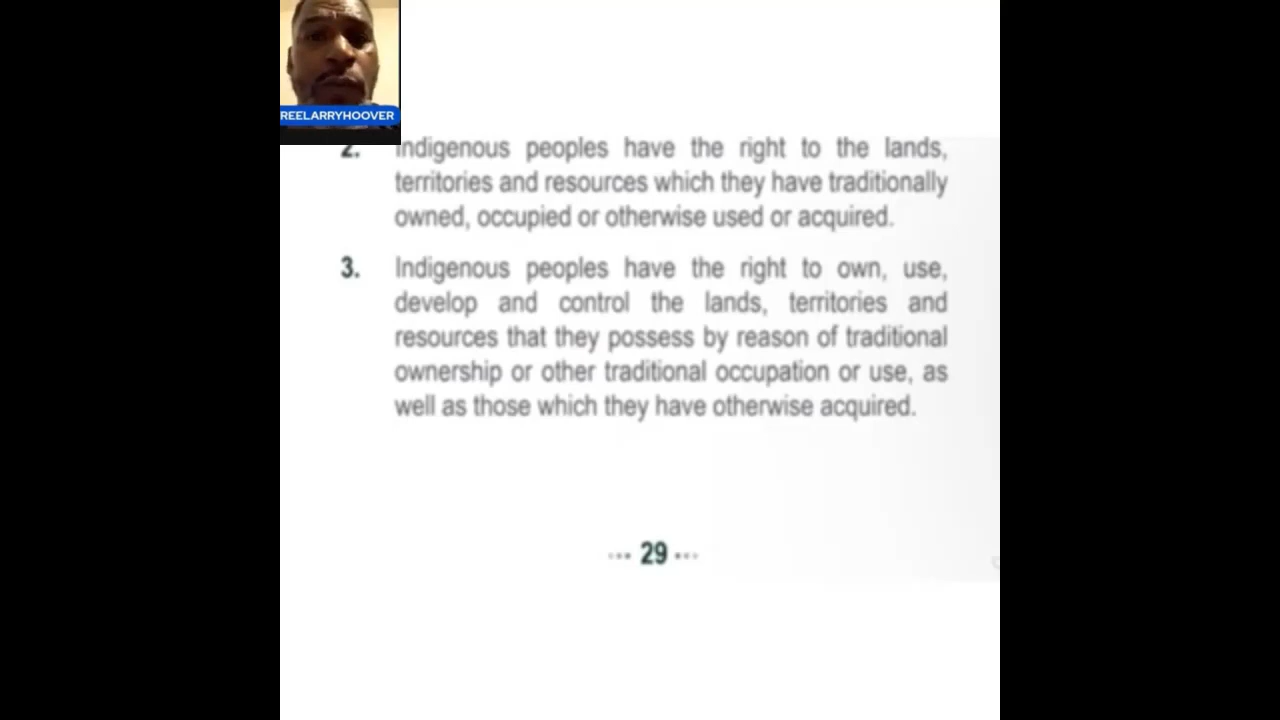 REELARRYHOOVER
2. Indigenous peoples have the right to the lands,
territories and resources which they have traditionally
owned, occupied or otherwise used or acquired.
3. Indigenous peoples have the right to own, use,
develop and control the lands, territories and
resources that they possess by reason of traditional
ownership or other traditional occupation or use, as
well as those which they have otherwise acquired.
29